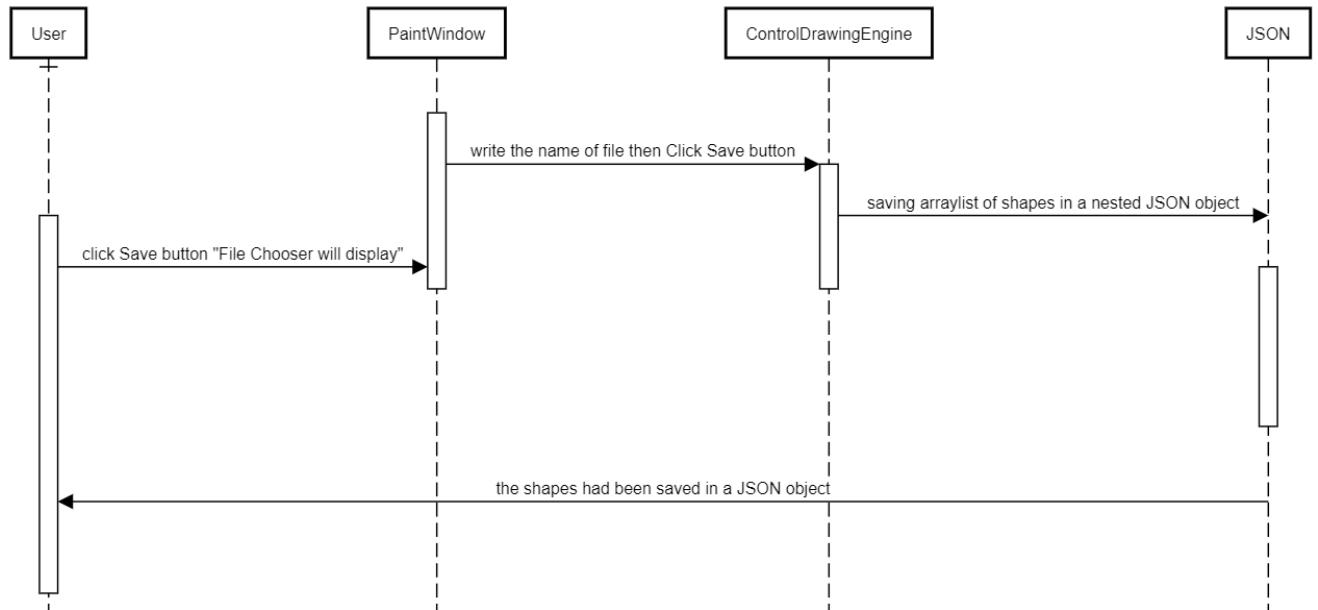 User
PaintWindow
ControlDrawingEngine
JSON
write the name of file then Click Save button
saving arraylist of shapes in a nested JSON object
click Save button "File Chooser will display"
the shapes had been saved in a JSON object